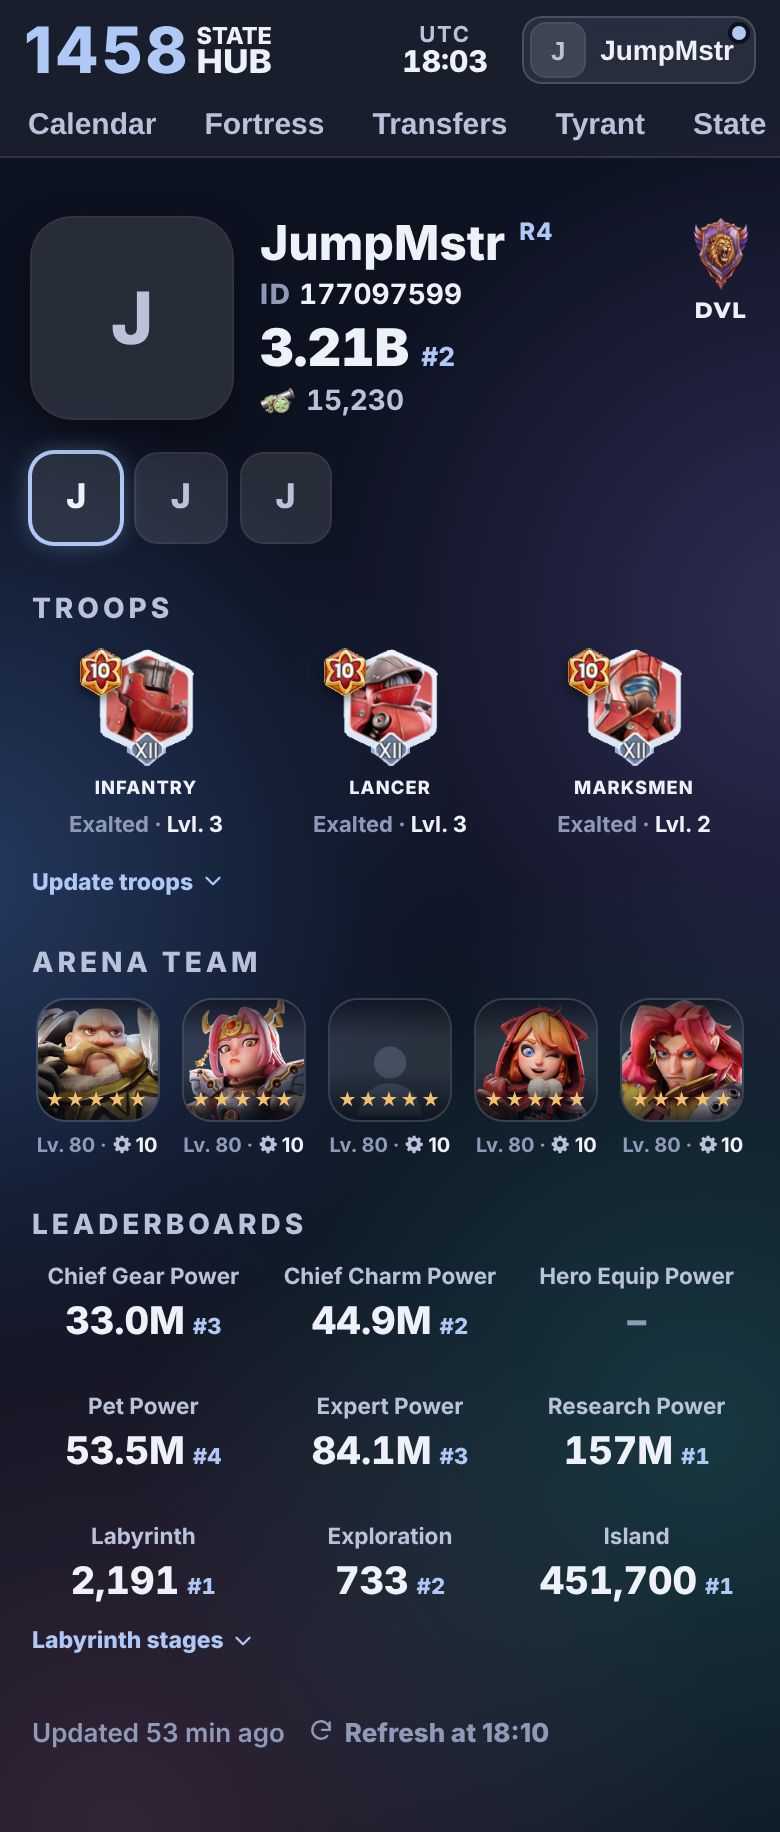 1458 STATE HUB
UTC
18:03
J JumpMstr
Calendar Fortress Transfers Tyrant State
J
JumpMstr R4
ID 177097599
3.21B #2
15,230
DVL
J J J
TROOPS
10 10 10
XII XII XII
INFANTRY LANCER MARKSMEN
Exalted · Lvl. 3 Exalted · Lvl. 3 Exalted · Lvl. 2
Update troops
ARENA TEAM
Lv. 80 · 10 Lv. 80 · 10 Lv. 80 · 10 Lv. 80 · 10 Lv. 80 · 10
LEADERBOARDS
Chief Gear Power Chief Charm Power Hero Equip Power
33.0M #3 44.9M #2 –
Pet Power Expert Power Research Power
53.5M #4 84.1M #3 157M #1
Labyrinth Exploration Island
2,191 #1 733 #2 451,700 #1
Labyrinth stages
Updated 53 min ago Refresh at 18:10